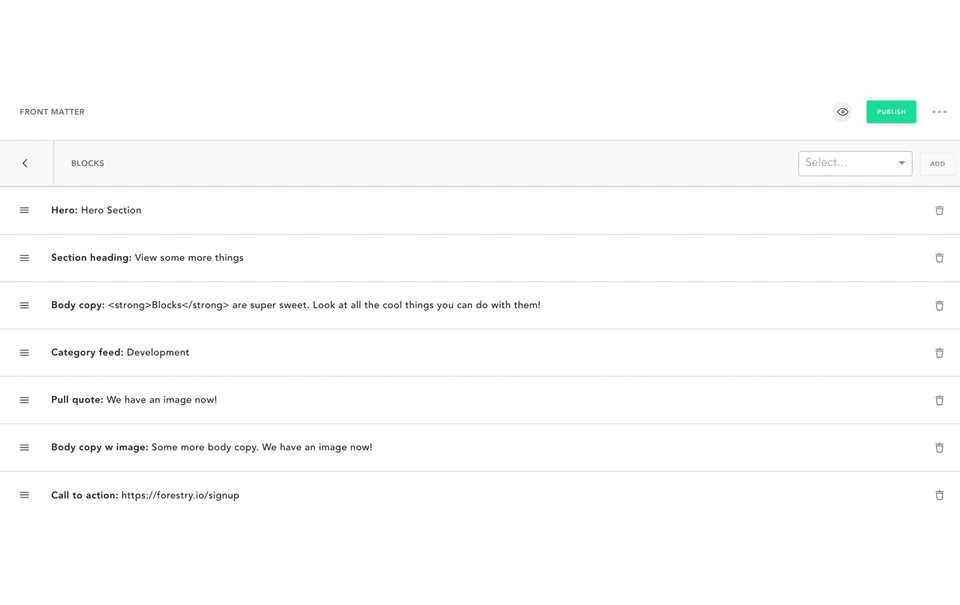 FRONT MATTER
PUBLISH
BLOCKS
Select...
ADD
Hero: Hero Section
Section heading: View some more things
Body copy: <strong>Blocks</strong> are super sweet. Look at all the cool things you can do with them!
Category feed: Development
Pull quote: We have an image now!
Body copy w image: Some more body copy. We have an image now!
Call to action: https://forestry.io/signup